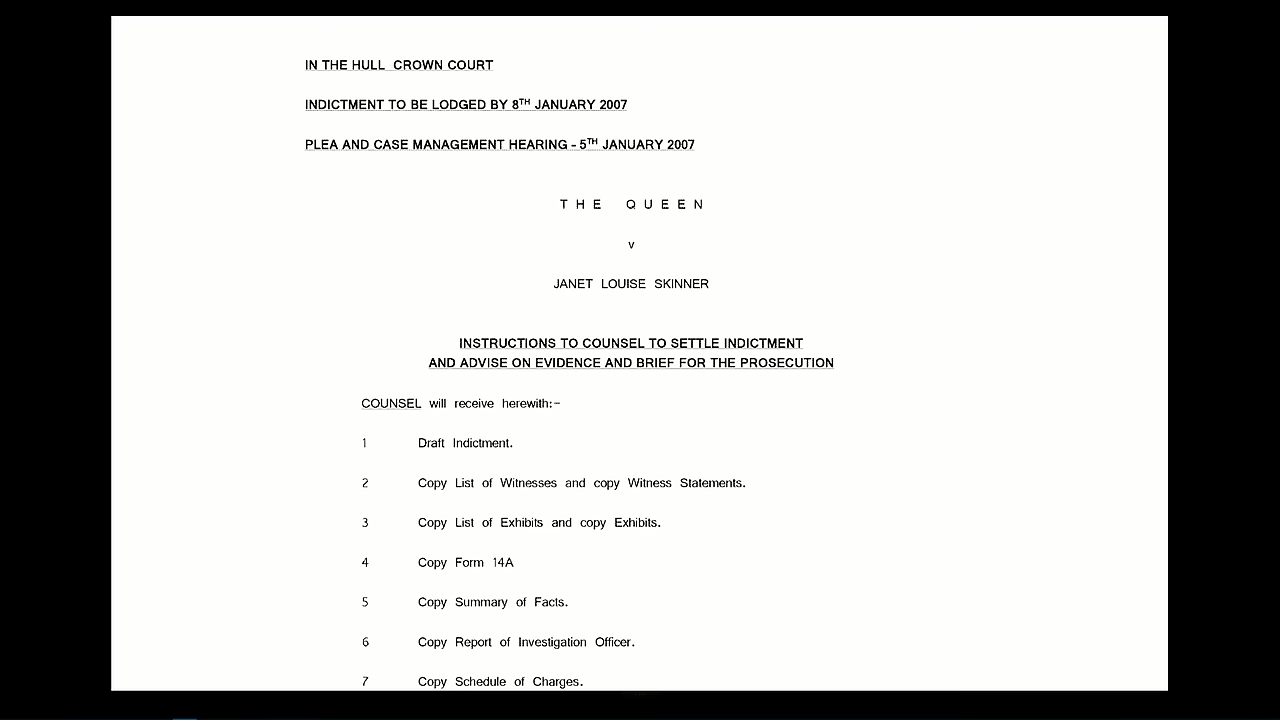 IN THE HULL CROWN COURT
INDICTMENT TO BE LODGED BY 8TH JANUARY 2007
PLEA AND CASE MANAGEMENT HEARING - 5TH JANUARY 2007
T H E Q U E E N
v
JANET LOUISE SKINNER
INSTRUCTIONS TO COUNSEL TO SETTLE INDICTMENT
AND ADVISE ON EVIDENCE AND BRIEF FOR THE PROSECUTION
COUNSEL will receive herewith:-
1 Draft Indictment.
2 Copy List of Witnesses and copy Witness Statements.
3 Copy List of Exhibits and copy Exhibits.
4 Copy Form 14A
5 Copy Summary of Facts.
6 Copy Report of Investigation Officer.
7 Copy Schedule of Charges.